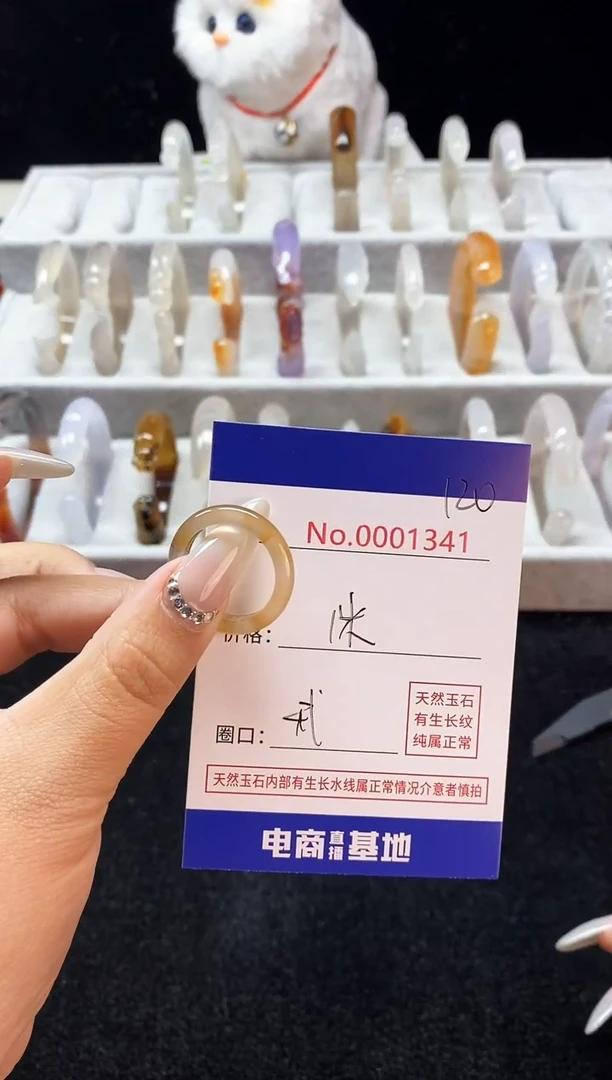 120
No.0001341
价格：
圈口：
天然玉石
有生长纹
纯属正常
天然玉石内部有生长水线属正常情况介意者慎拍
电商直播基地